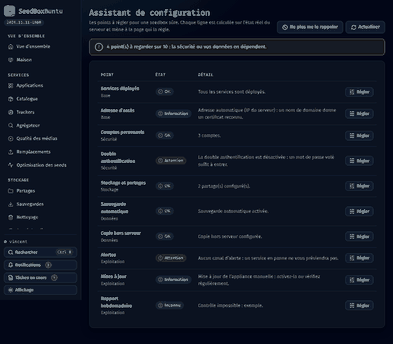 SeedBoxBuntu
VUE D'ENSEMBLE
Vue d'ensemble
Maison
SERVICES
Applications
Catalogue
Trackers
Agrégateur
Qualité des médias
Remplacements
Optimisation des seeds
STOCKAGE
Partages
Sauvegardes
Nettoyage
vincent
Rechercher Ctrl K
Notifications
Tâches en cours
Affichage
Assistant de configuration
Les points à régler pour une seedbox sûre. Chaque ligne est calculée sur l'état réel du
serveur et mène à la page qui la règle.
Ne plus me le rappeler
Actualiser
4 point(s) à regarder sur 10 : la sécurité ou vos données en dépendent.
POINT ÉTAT DÉTAIL
Services déployés
Base
OK
Tous les services sont déployés.
Régler
Adresse d'accès
Base
Information
Adresse automatique (IP du serveur) : un nom de domaine donne
un certificat reconnu.
Régler
Comptes personnels
Sécurité
OK
3 comptes.
Régler
Double
authentification
Sécurité
Attention
La double authentification est désactivée : un mot de passe volé
suffit à entrer.
Régler
Stockage et partages
Stockage
OK
2 partage(s) configuré(s).
Régler
Sauvegarde
automatique
Données
OK
Sauvegarde automatique activée.
Régler
Copie hors serveur
Données
OK
Copie hors serveur configurée.
Régler
Alertes
Exploitation
Attention
Aucun canal d'alerte : un service en panne ne vous préviendra pas.
Régler
Mises à jour
Exploitation
Information
Mise à jour de l'appliance manuelle : activez-la ou vérifiez
régulièrement.
Régler
Rapport
hebdomadaire
Exploitation
Inconnu
Contrôle impossible : exemple.
Régler